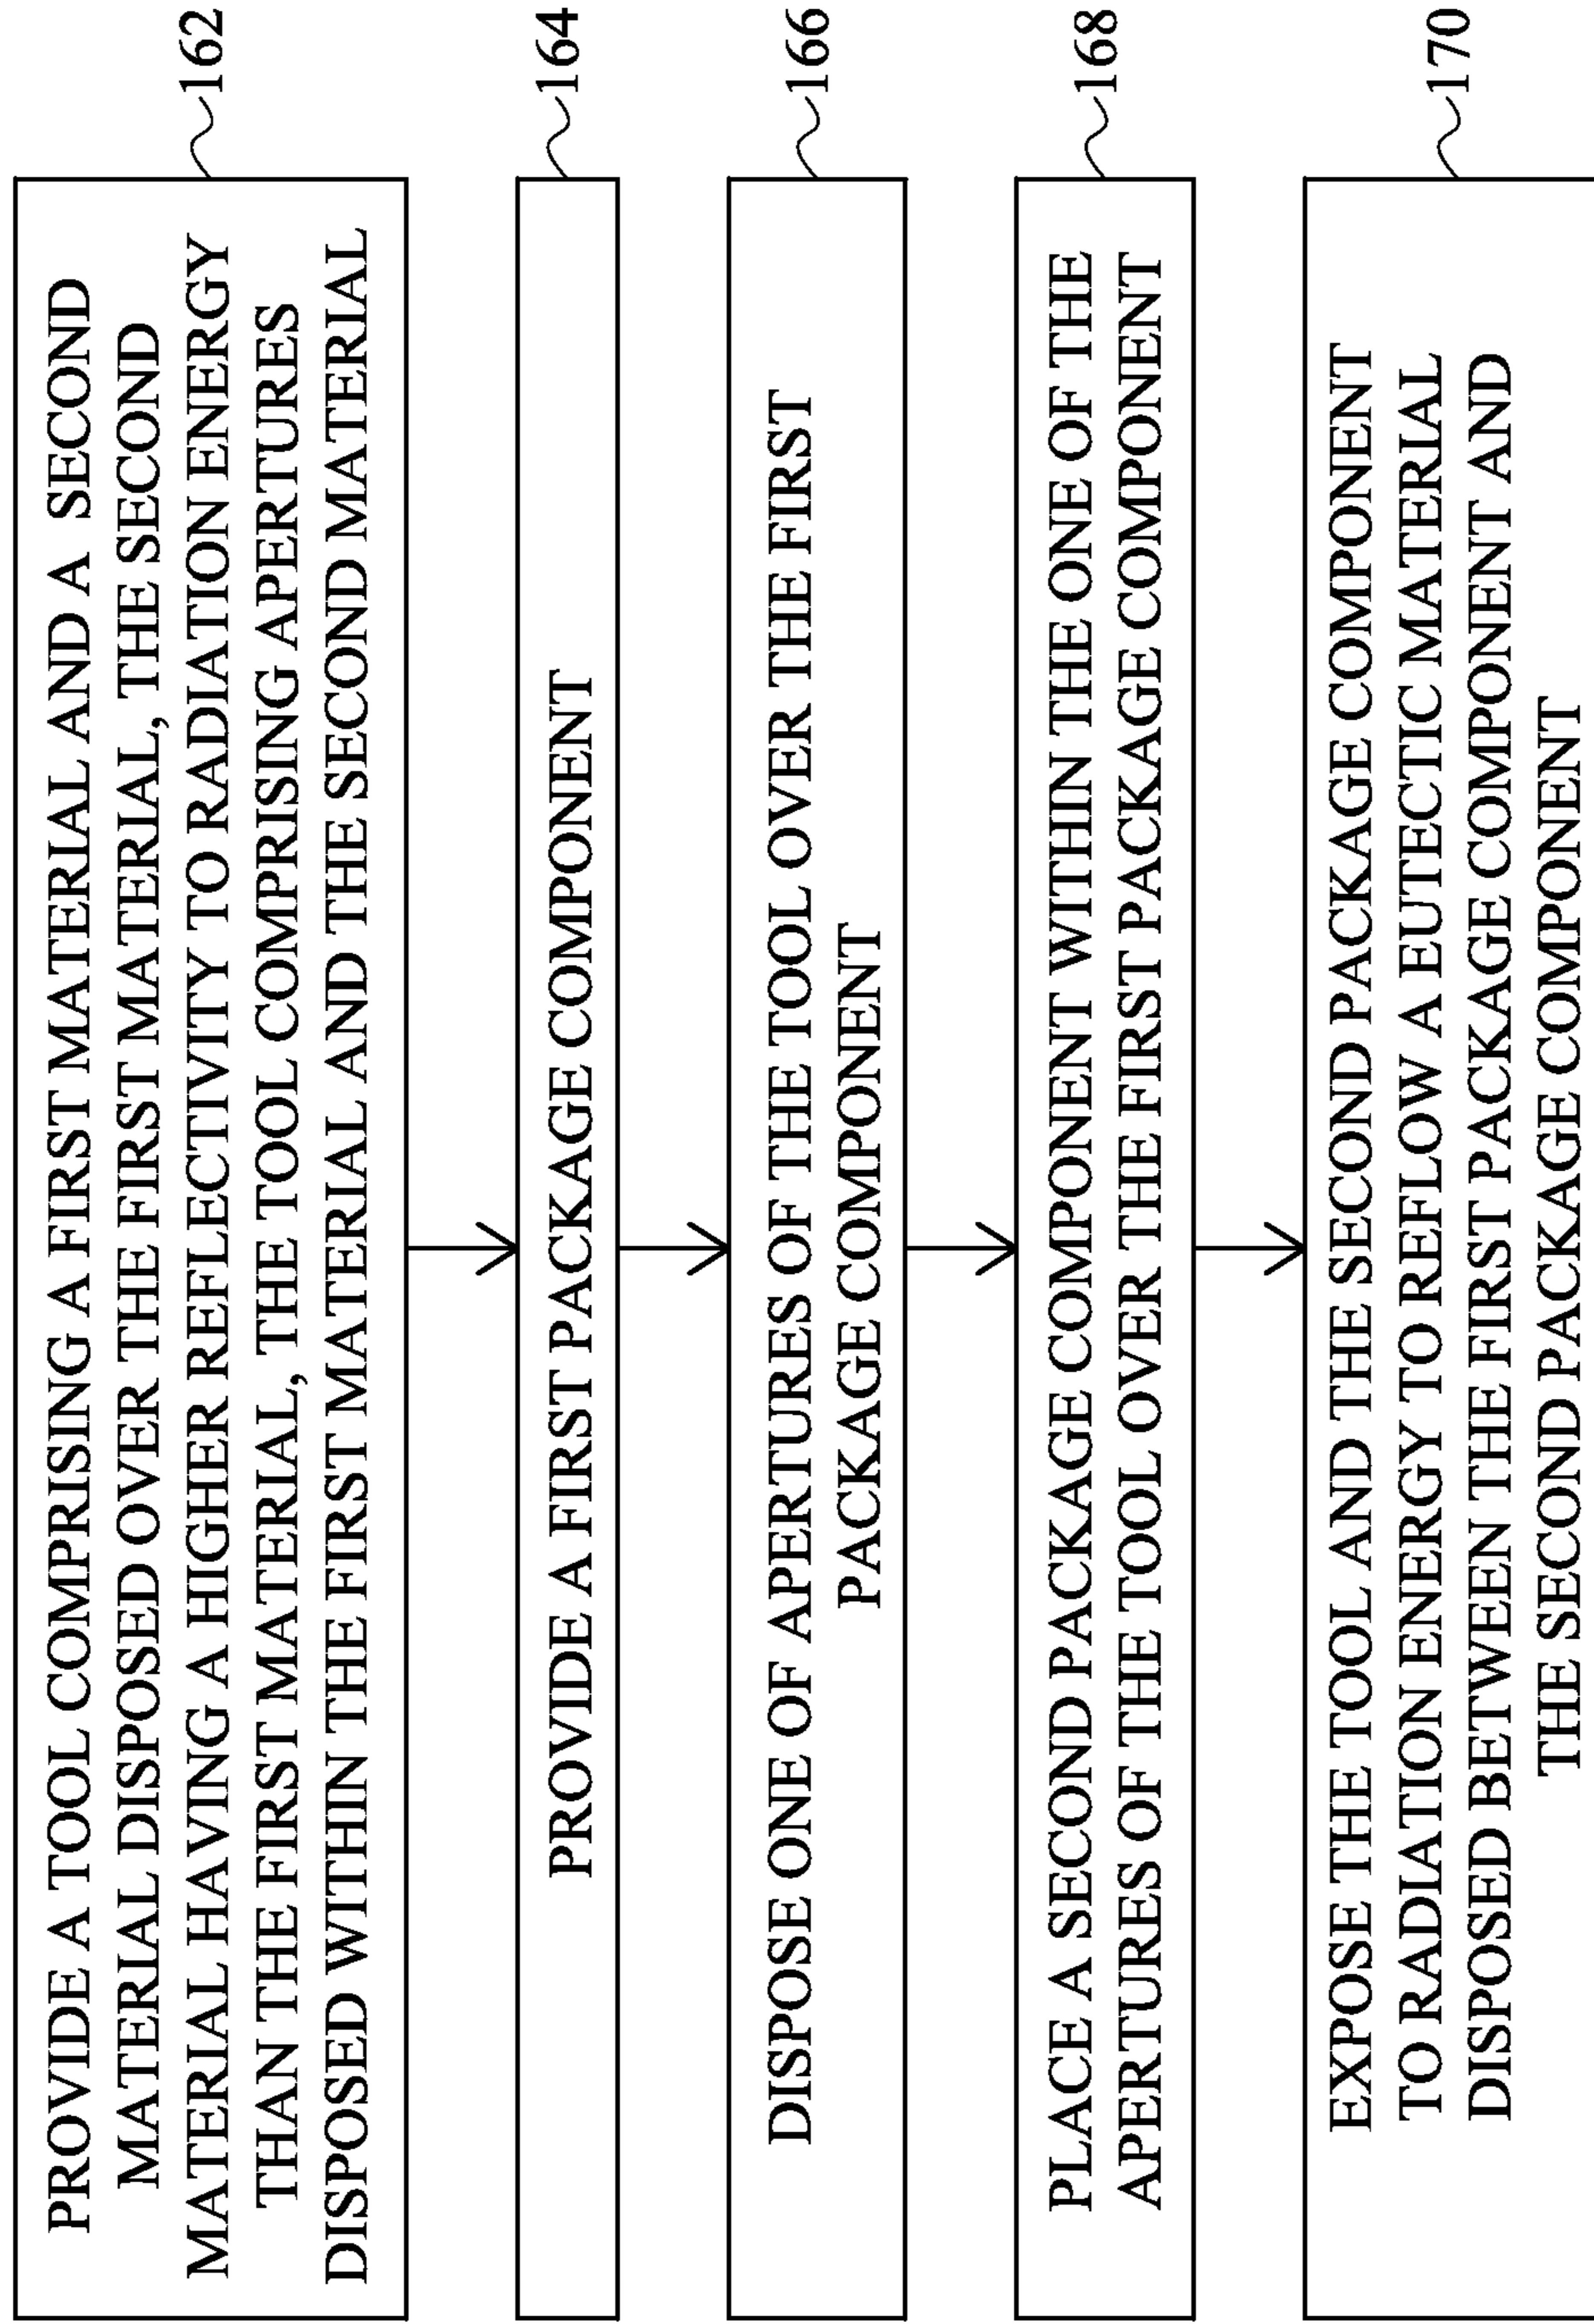 PROVIDE A TOOL COMPRISING A FIRST MATERIAL AND A SECOND
MATERIAL DISPOSED OVER THE FIRST MATERIAL, THE SECOND
MATERIAL HAVING A HIGHER REFLECTIVITY TO RADIATION ENERGY
THAN THE FIRST MATERIAL, THE TOOL COMPRISING APERTURES
DISPOSED WITHIN THE FIRST MATERIAL AND THE SECOND MATERIAL
162
PROVIDE A FIRST PACKAGE COMPONENT
164
DISPOSE ONE OF APERTURES OF THE TOOL OVER THE FIRST
PACKAGE COMPONENT
166
PLACE A SECOND PACKAGE COMPONENT WITHIN THE ONE OF THE
APERTURES OF THE TOOL OVER THE FIRST PACKAGE COMPONENT
168
EXPOSE THE TOOL AND THE SECOND PACKAGE COMPONENT
TO RADIATION ENERGY TO REFLOW A EUTECTIC MATERIAL
DISPOSED BETWEEN THE FIRST PACKAGE COMPONENT AND
THE SECOND PACKAGE COMPONENT
170